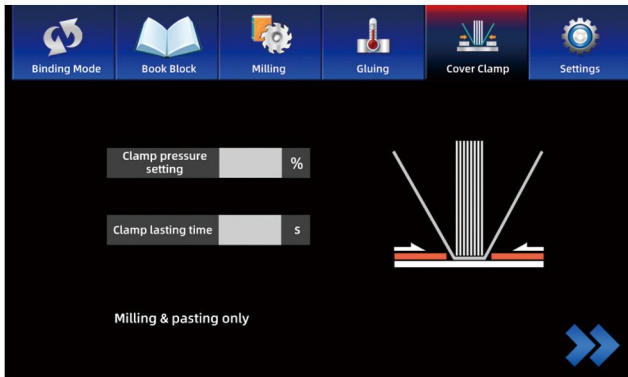 Binding Mode
Book Block
Milling
Gluing
Cover Clamp
Settings
Clamp pressure
setting
%
Clamp lasting time
s
Milling & pasting only